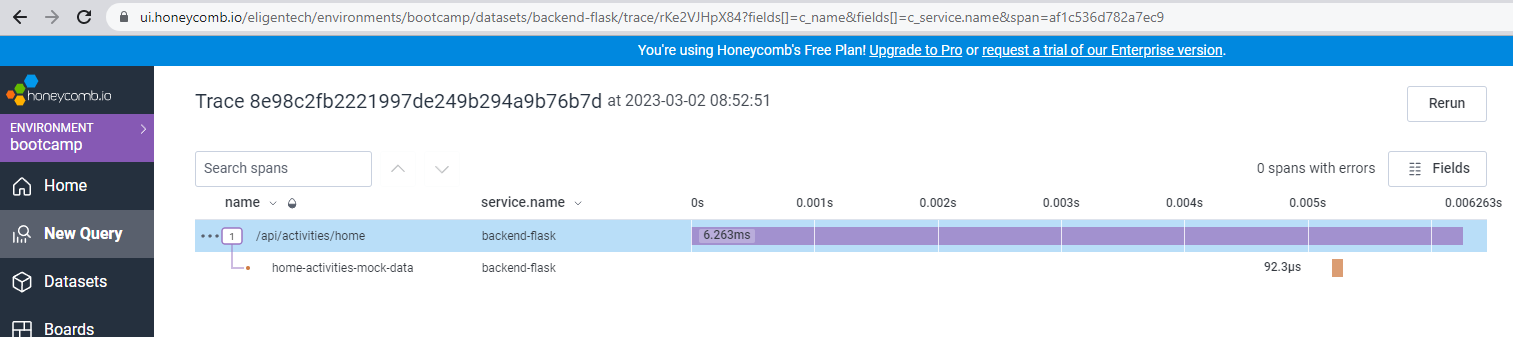 ui.honeycomb.io/eligentech/environments/bootcamp/datasets/backend-flask/trace/rKe2VJHpX84?fields[]=c_name&fields[]=c_service.name&span=af1c536d782a7ec9
You're using Honeycomb's Free Plan! Upgrade to Pro or request a trial of our Enterprise version.
honeycomb.io
Trace 8e98c2fb2221997de249b294a9b76b7d at 2023-03-02 08:52:51
Rerun
ENVIRONMENT
bootcamp
Search spans
0 spans with errors
Fields
Home
name
service.name
0s 0.001s 0.002s 0.003s 0.004s 0.005s 0.006263s
New Query
1 /api/activities/home backend-flask 6.263ms
home-activities-mock-data backend-flask 92.3μs
Datasets
Boards